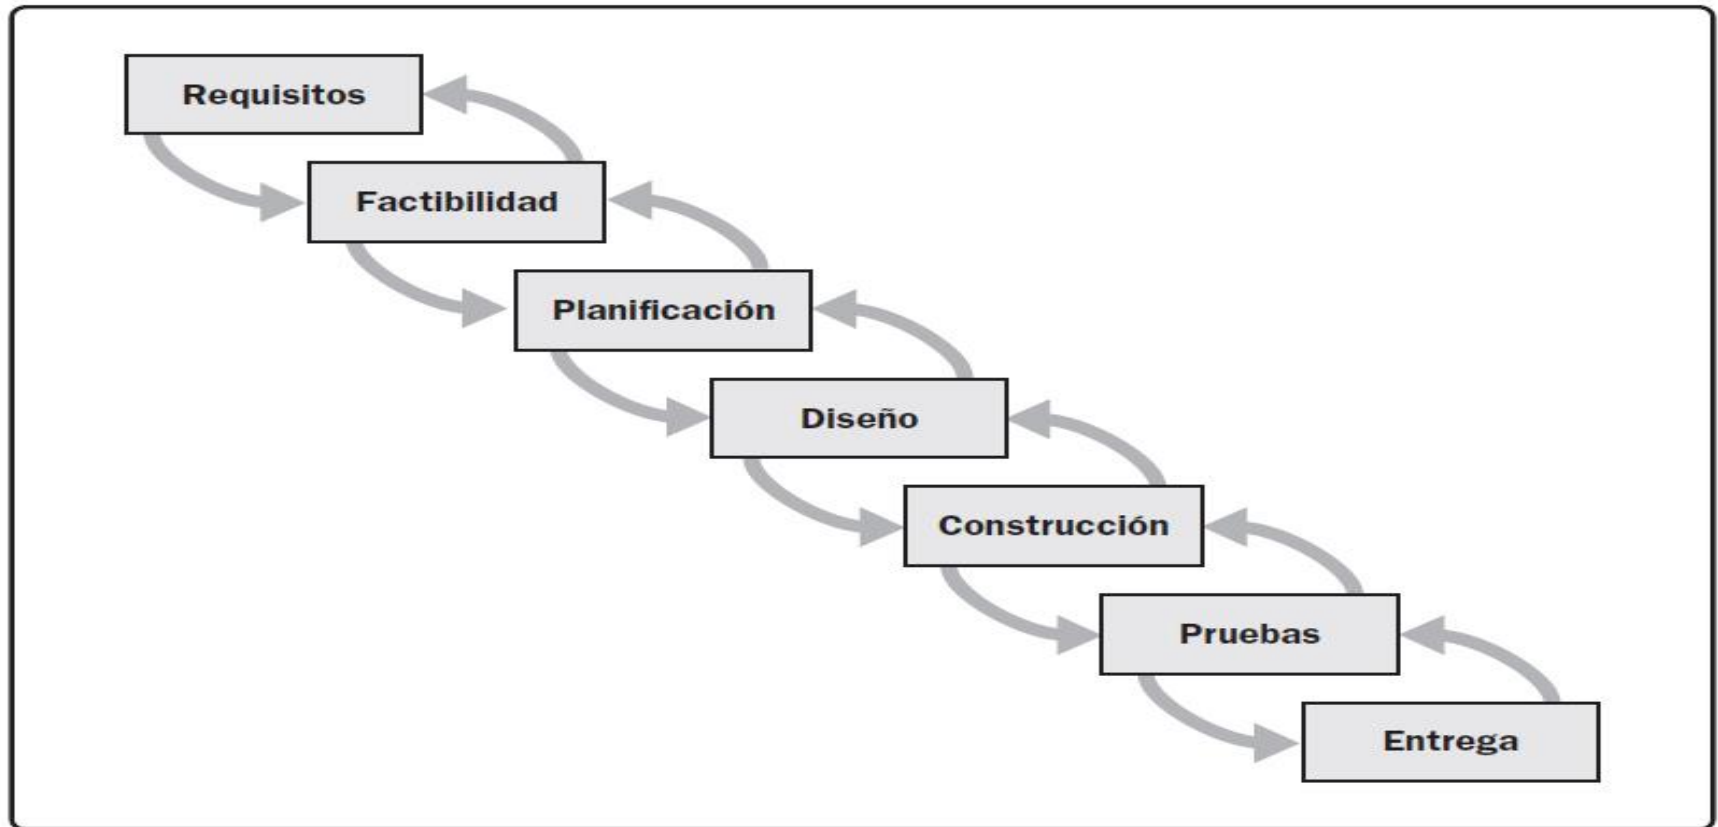 Requisitos
Factibilidad
Planificación
Diseño
Construcción
Pruebas
Entrega